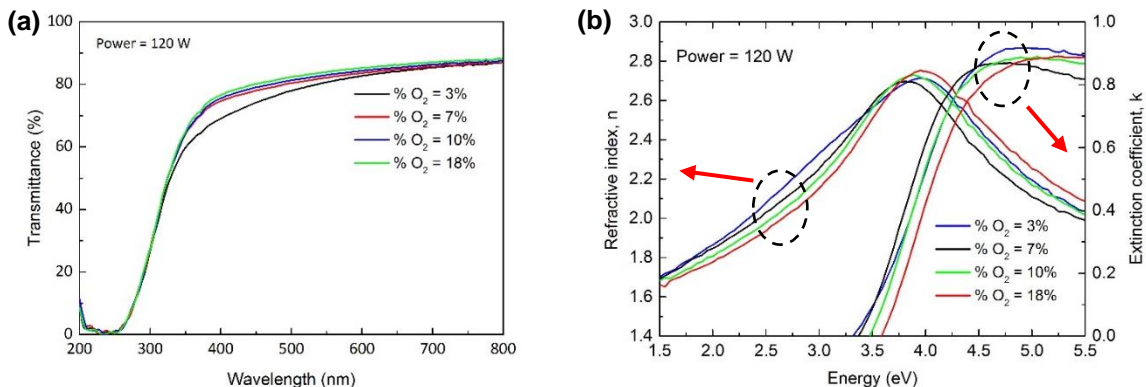 (a)
100
80
60
40
20
0
Transmittance (%)
Power = 120 W
% O₂ = 3%
% O₂ = 7%
% O₂ = 10%
% O₂ = 18%
200 300 400 500 600 700 800
Wavelength (nm)
(b)
3.0
2.8
2.6
2.4
2.2
2.0
1.8
1.6
1.4
Refractive index, n
Power = 120 W
% O₂ = 3%
% O₂ = 7%
% O₂ = 10%
% O₂ = 18%
1.0
0.8
0.6
0.4
0.2
0.0
Extinction coefficient, k
1.5 2.0 2.5 3.0 3.5 4.0 4.5 5.0 5.5
Energy (eV)